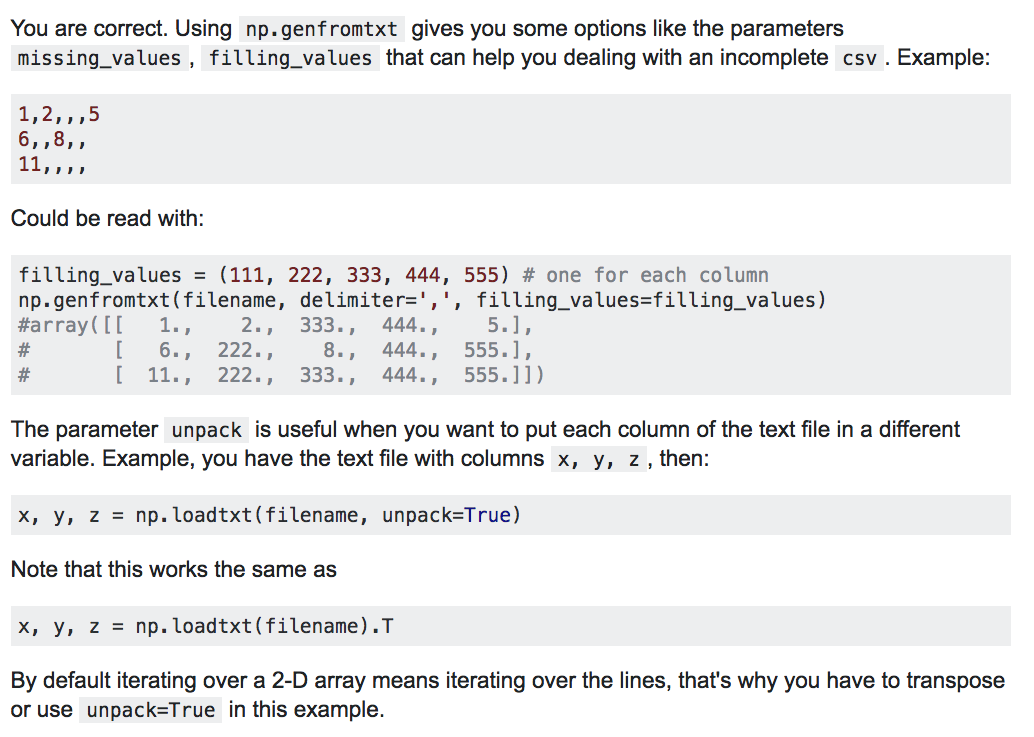 You are correct. Using np.genfromtxt gives you some options like the parameters
missing_values , filling_values that can help you dealing with an incomplete csv . Example:
1,2,,,5
6,,8,,
11,,,,
Could be read with:
filling_values = (111, 222, 333, 444, 555) # one for each column
np.genfromtxt(filename, delimiter=',', filling_values=filling_values)
#array([[   1.,    2.,  333.,  444.,    5.],
#       [   6.,  222.,    8.,  444.,  555.],
#       [  11.,  222.,  333.,  444.,  555.]])
The parameter unpack is useful when you want to put each column of the text file in a different
variable. Example, you have the text file with columns x, y, z , then:
x, y, z = np.loadtxt(filename, unpack=True)
Note that this works the same as
x, y, z = np.loadtxt(filename).T
By default iterating over a 2-D array means iterating over the lines, that's why you have to transpose
or use unpack=True in this example.